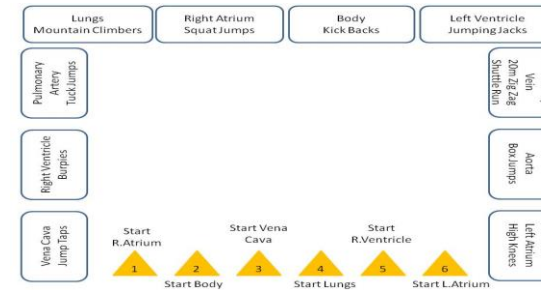 Lungs
Mountain Climbers
Right Atrium
Squat Jumps
Body
Kick Backs
Left Ventricle
Jumping Jacks
Pulmonary
Artery
Tuck Jumps
Vein
20m Zig Zag
Shuttle Run
Right Ventricle
Burpies
Aorta
Box Jumps
Vena Cava
Jump Taps
Left Atrium
High Knees
Start
R.Atrium
Start Vena
Cava
Start
R.Ventricle
1
2
3
4
5
6
Start Body
Start Lungs
Start L.Atrium